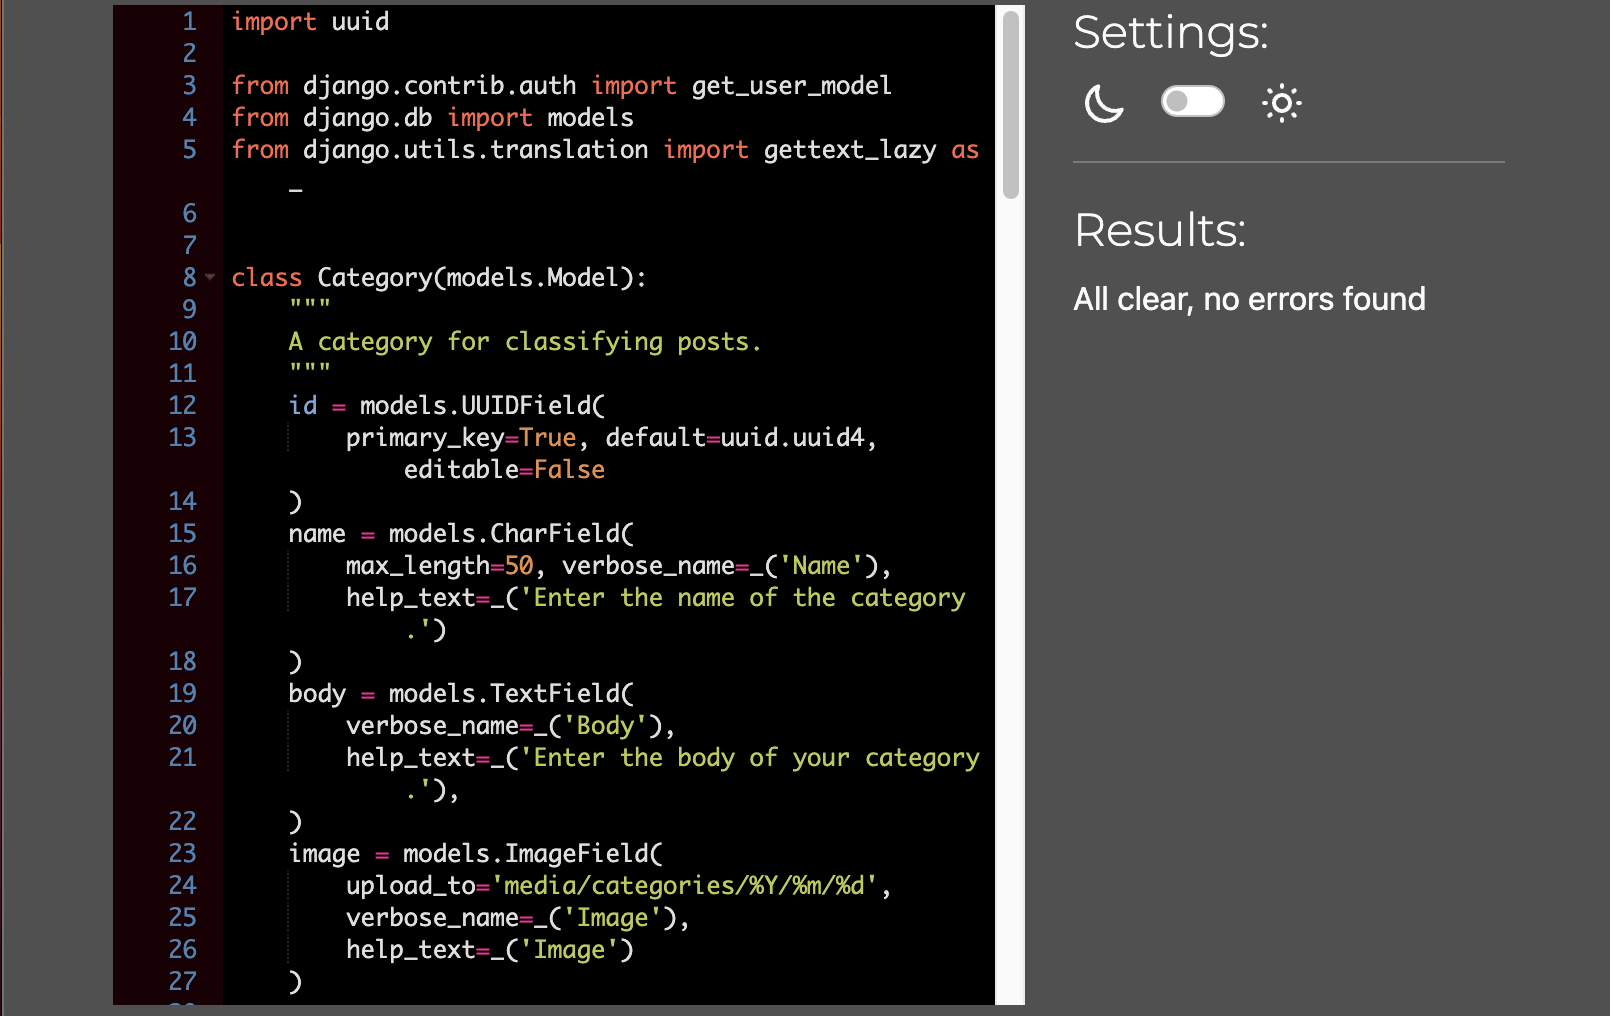 1 import uuid
2
3 from django.contrib.auth import get_user_model
4 from django.db import models
5 from django.utils.translation import gettext_lazy as
_
6
7
8 class Category(models.Model):
9 """
10 A category for classifying posts.
11 """
12 id = models.UUIDField(
13 primary_key=True, default=uuid.uuid4,
editable=False
14 )
15 name = models.CharField(
16 max_length=50, verbose_name=_('Name'),
17 help_text=_('Enter the name of the category
.')
18 )
19 body = models.TextField(
20 verbose_name=_('Body'),
21 help_text=_('Enter the body of your category
.'),
22 )
23 image = models.ImageField(
24 upload_to='media/categories/%Y/%m/%d',
25 verbose_name=_('Image'),
26 help_text=_('Image')
27 )
Settings:
Results:
All clear, no errors found